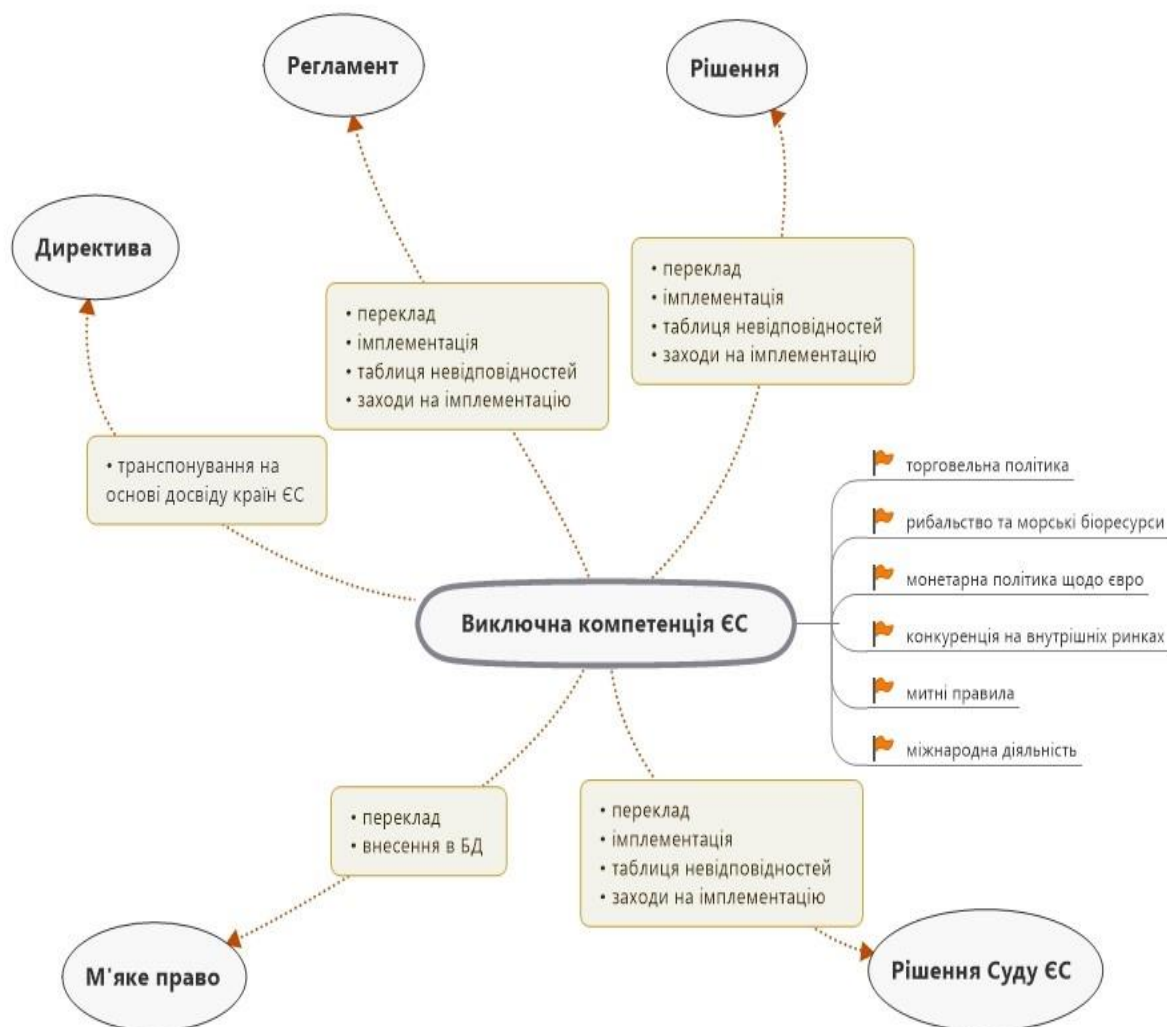 Регламент
Рішення
Директива
• переклад
• імплементація
• таблиця невідповідностей
• заходи на імплементацію
• переклад
• імплементація
• таблиця невідповідностей
• заходи на імплементацію
• транспонування на
основі досвіду країн ЄС
торговельна політика
рибальство та морські біоресурси
монетарна політика щодо євро
конкуренція на внутрішніх ринках
митні правила
міжнародна діяльність
Виключна компетенція ЄС
• переклад
• внесення в БД
• переклад
• імплементація
• таблиця невідповідностей
• заходи на імплементацію
М'яке право
Рішення Суду ЄС